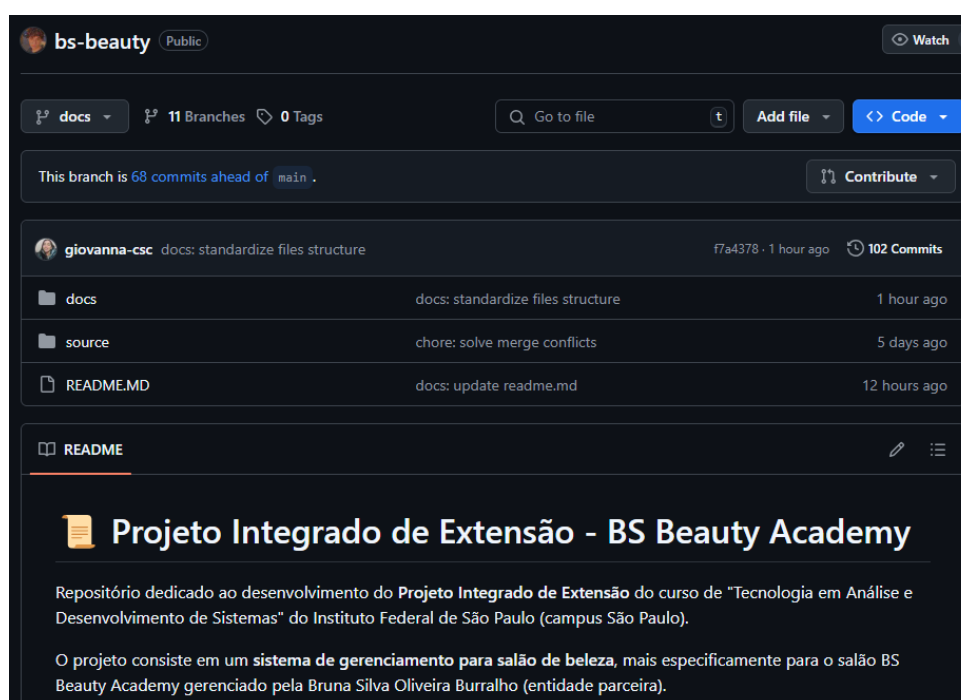 bs-beauty Public Watch
docs 11 Branches 0 Tags Go to file t Add file Code
This branch is 68 commits ahead of main .
Contribute
giovanna-csc docs: standardize files structure f7a4378 · 1 hour ago 102 Commits
docs docs: standardize files structure 1 hour ago
source chore: solve merge conflicts 5 days ago
README.MD docs: update readme.md 12 hours ago
README
Projeto Integrado de Extensão - BS Beauty Academy
Repositório dedicado ao desenvolvimento do Projeto Integrado de Extensão do curso de "Tecnologia em Análise e
Desenvolvimento de Sistemas" do Instituto Federal de São Paulo (campus São Paulo).
O projeto consiste em um sistema de gerenciamento para salão de beleza, mais especificamente para o salão BS
Beauty Academy gerenciado pela Bruna Silva Oliveira Burralho (entidade parceira).